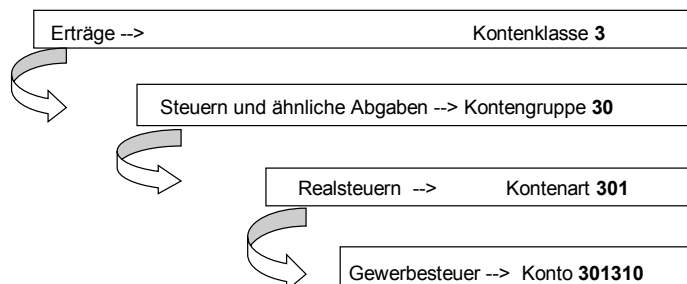 Erträge --> Kontenklasse 3
Steuern und ähnliche Abgaben --> Kontengruppe 30
Realsteuern --> Kontenart 301
Gewerbesteuer --> Konto 301310